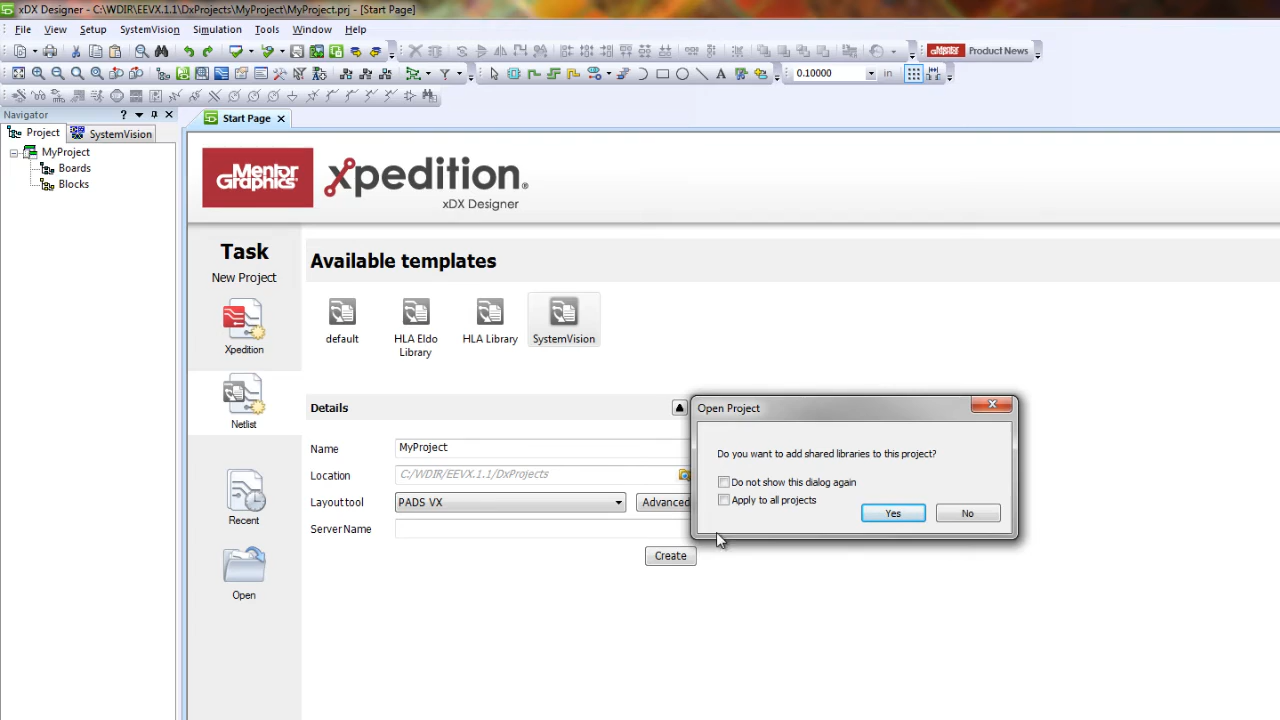 xDX Designer - C:\WDIR\EEVX.1.1\DxProjects\MyProject\MyProject.prj - [Start Page]
File View Setup SystemVision Simulation Tools Window Help
Mentor Graphics Product News
0.10000 in
Navigator
Start Page
Project SystemVision
MyProject
Boards
Blocks
Mentor Graphics
xpedition®
xDX Designer
Task
New Project
Xpedition
Netlist
Recent
Open
Available templates
default
HLA Eldo
Library
HLA Library
SystemVision
Details
Name MyProject
Location C:/WDIR/EEVX.1.1/DxProjects
Layout tool PADS VX Advanced
Server Name
Create
Open Project
Do you want to add shared libraries to this project?
Do not show this dialog again
Apply to all projects
Yes No